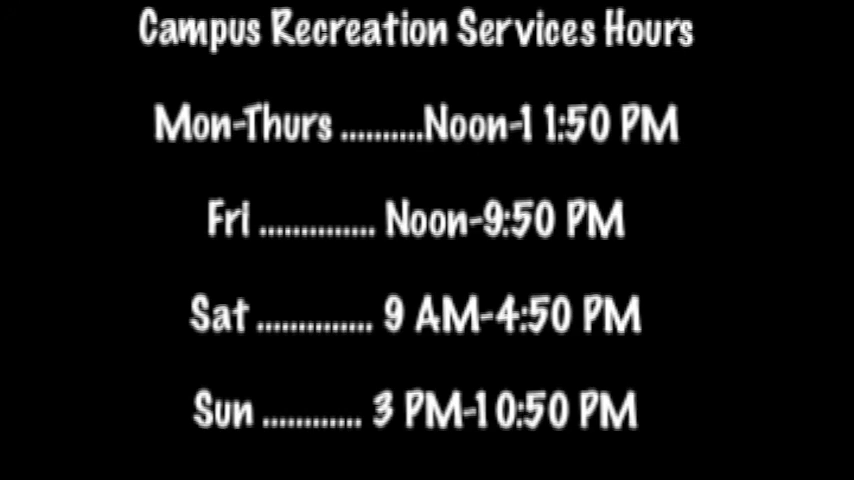 Campus Recreation Services Hours
Mon-Thurs ..........Noon-11:50 PM
Fri .............. Noon-9:50 PM
Sat .............. 9 AM-4:50 PM
Sun ............ 3 PM-10:50 PM